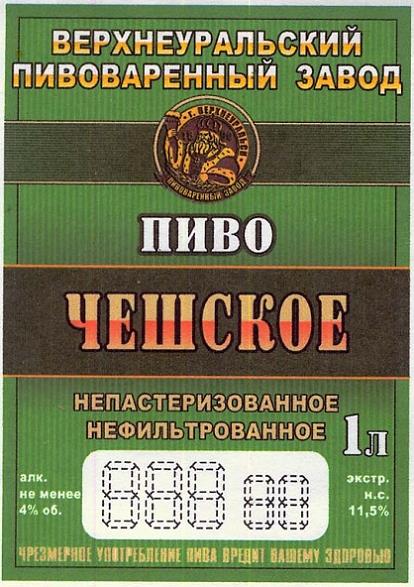 ВЕРХНЕУРАЛЬСКИЙ
ПИВОВАРЕННЫЙ ЗАВОД
г. ВЕРХНЕУРАЛЬСК
ПИВОВАРЕННЫЙ ЗАВОД
ПИВО
ЧЕШСКОЕ
НЕПАСТЕРИЗОВАННОЕ
НЕФИЛЬТРОВАННОЕ
1л
алк.
не менее
4% об.
экстр.
н.с.
11,5%
ЧРЕЗМЕРНОЕ УПОТРЕБЛЕНИЕ ПИВА ВРЕДИТ ВАШЕМУ ЗДОРОВЬЮ